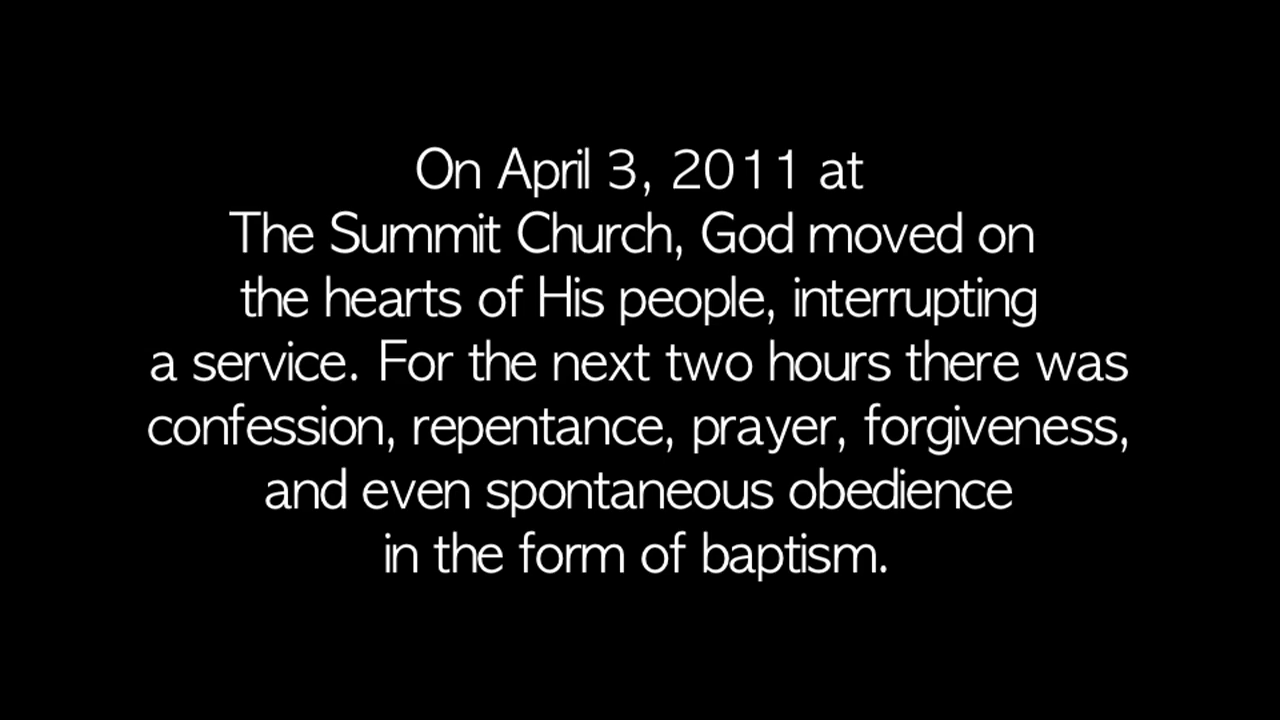 On April 3, 2011 at
The Summit Church, God moved on
the hearts of His people, interrupting
a service. For the next two hours there was
confession, repentance, prayer, forgiveness,
and even spontaneous obedience
in the form of baptism.